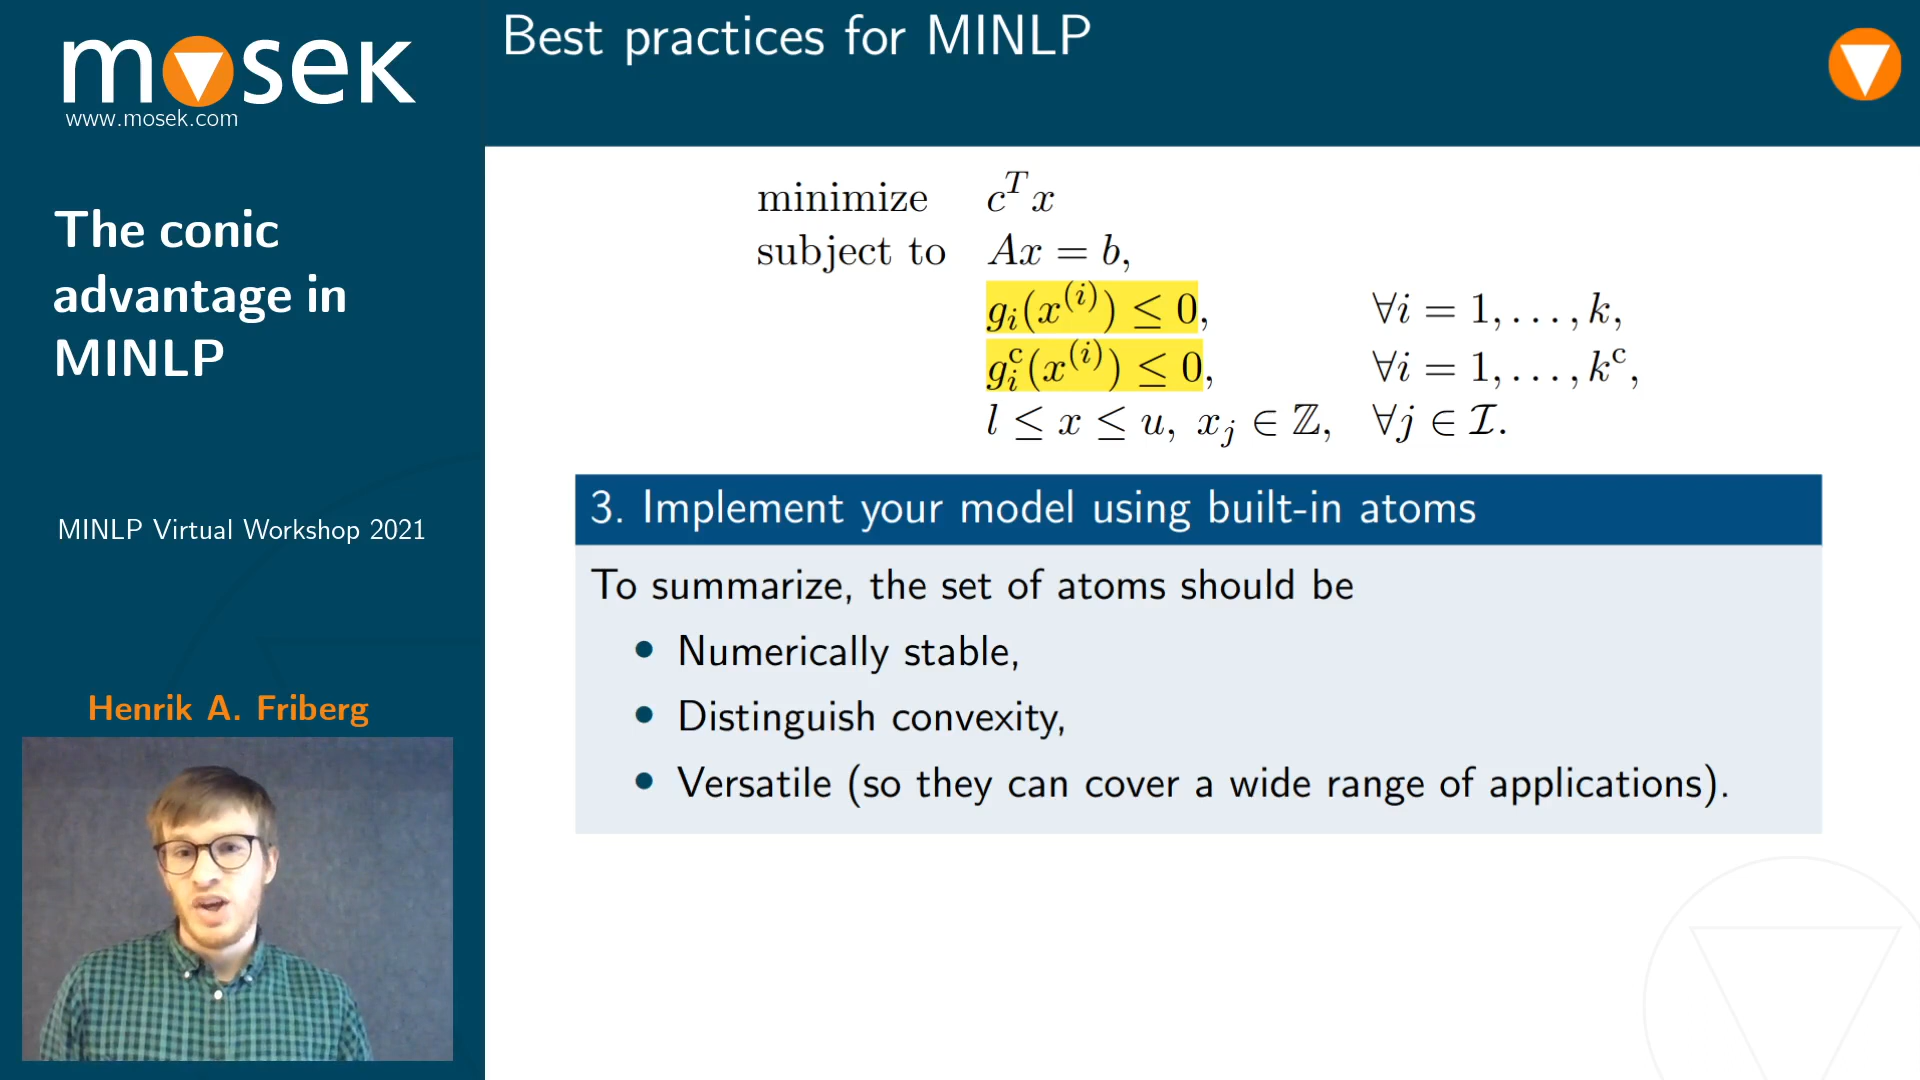 mosek
www.mosek.com
The conic
advantage in
MINLP
MINLP Virtual Workshop 2021
Henrik A. Friberg
Best practices for MINLP
minimize c^T x
subject to Ax = b,
g_i(x^(i)) ≤ 0, ∀i = 1, . . . , k,
g_i^c(x^(i)) ≤ 0, ∀i = 1, . . . , k^c,
l ≤ x ≤ u, x_j ∈ ℤ, ∀j ∈ ℐ.
3. Implement your model using built-in atoms
To summarize, the set of atoms should be
• Numerically stable,
• Distinguish convexity,
• Versatile (so they can cover a wide range of applications).